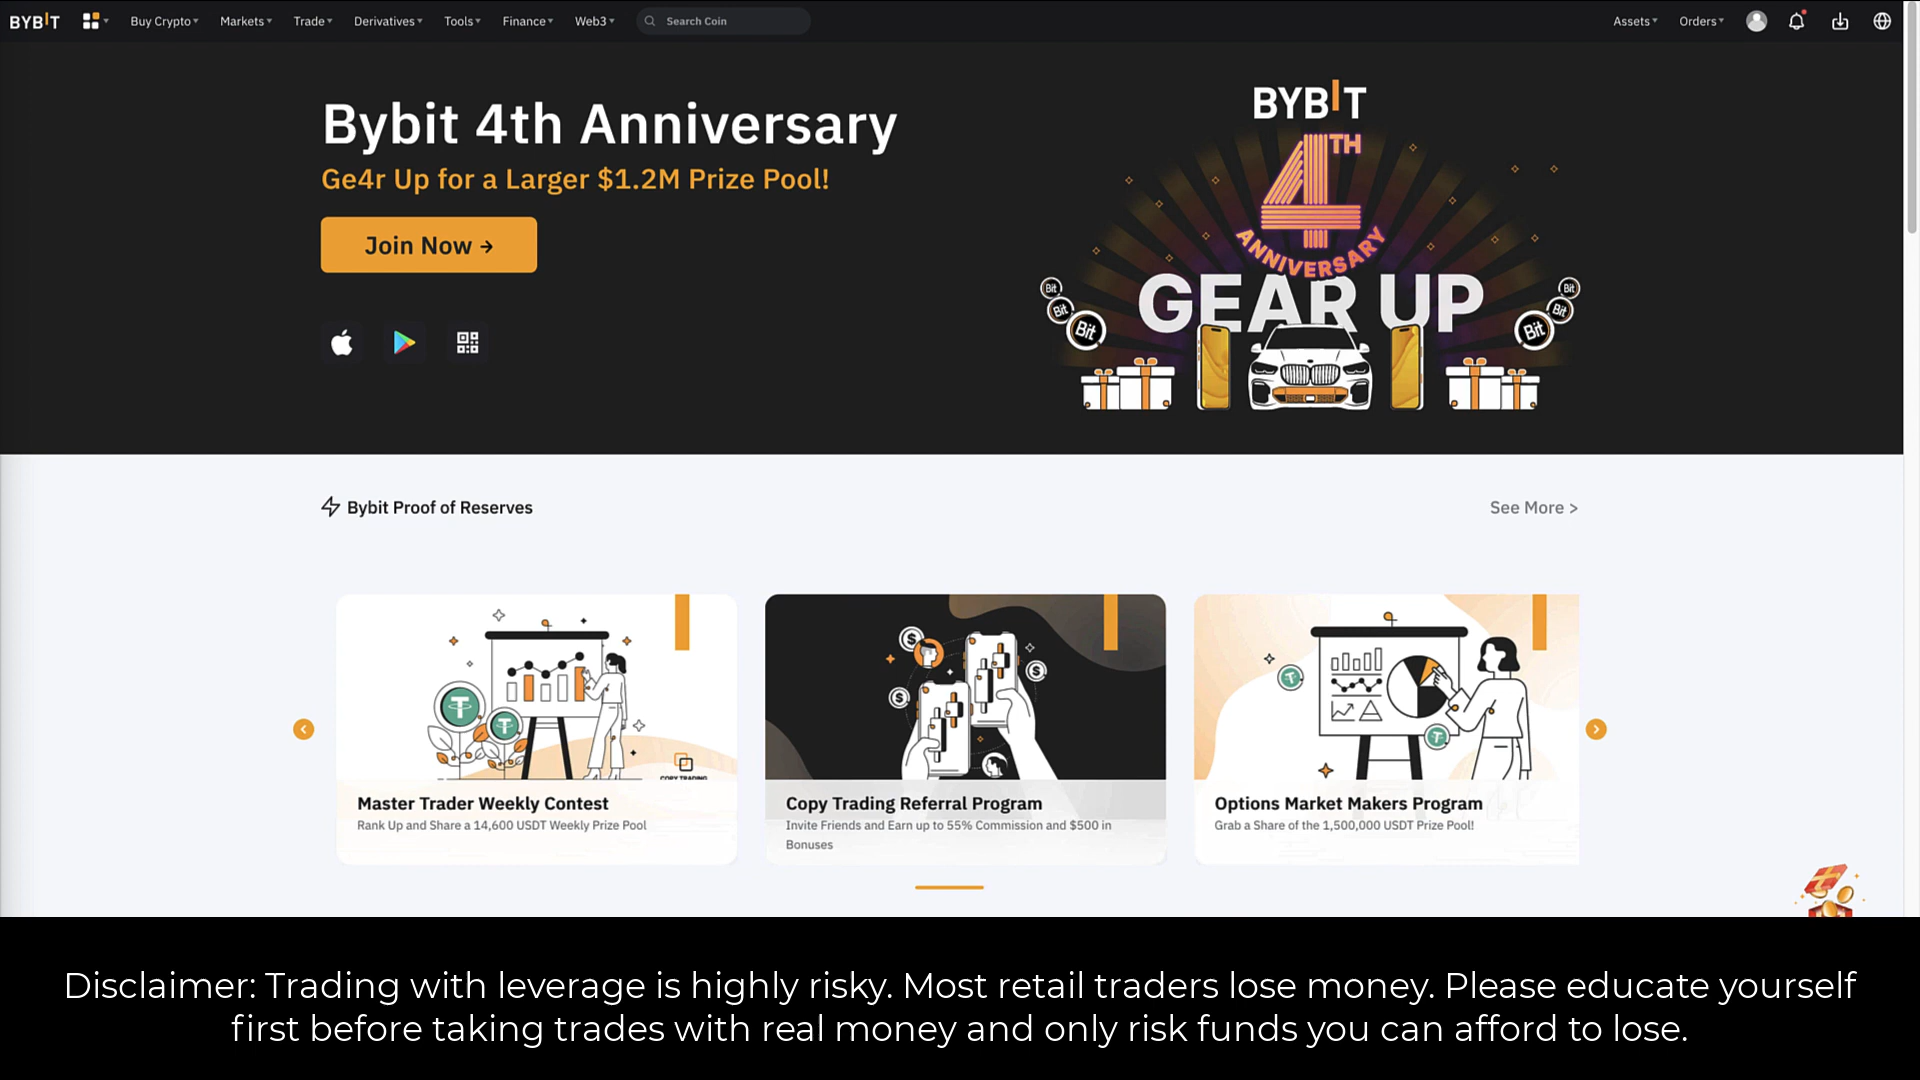 BYBIT
Buy Crypto
Markets
Trade
Derivatives
Tools
Finance
Web3
Search Coin
Assets
Orders
Bybit 4th Anniversary
Ge4r Up for a Larger $1.2M Prize Pool!
Join Now →
BYBIT
4TH
ANNIVERSARY
GEAR UP
Bit
Bit
Bit
Bit
Bit
Bit
Bybit Proof of Reserves
See More >
COPY TRADING
Master Trader Weekly Contest
Rank Up and Share a 14,600 USDT Weekly Prize Pool
Copy Trading Referral Program
Invite Friends and Earn up to 55% Commission and $500 in
Bonuses
Options Market Makers Program
Grab a Share of the 1,500,000 USDT Prize Pool!
Disclaimer: Trading with leverage is highly risky. Most retail traders lose money. Please educate yourself
first before taking trades with real money and only risk funds you can afford to lose.